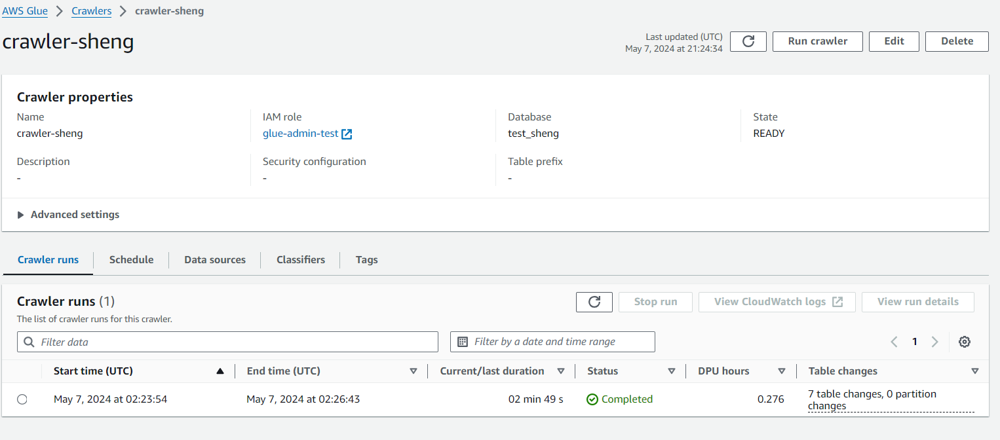 AWS Glue > Crawlers > crawler-sheng
crawler-sheng
Last updated (UTC)
May 7, 2024 at 21:24:34
Run crawler
Edit
Delete
Crawler properties
Name
crawler-sheng
IAM role
glue-admin-test
Database
test_sheng
State
READY
Description
-
Security configuration
-
Table prefix
-
Advanced settings
Crawler runs
Schedule
Data sources
Classifiers
Tags
Crawler runs (1)
The list of crawler runs for this crawler.
Stop run
View CloudWatch logs
View run details
Filter data
Filter by a date and time range
1
Start time (UTC)
End time (UTC)
Current/last duration
Status
DPU hours
Table changes
May 7, 2024 at 02:23:54
May 7, 2024 at 02:26:43
02 min 49 s
Completed
0.276
7 table changes, 0 partition
changes